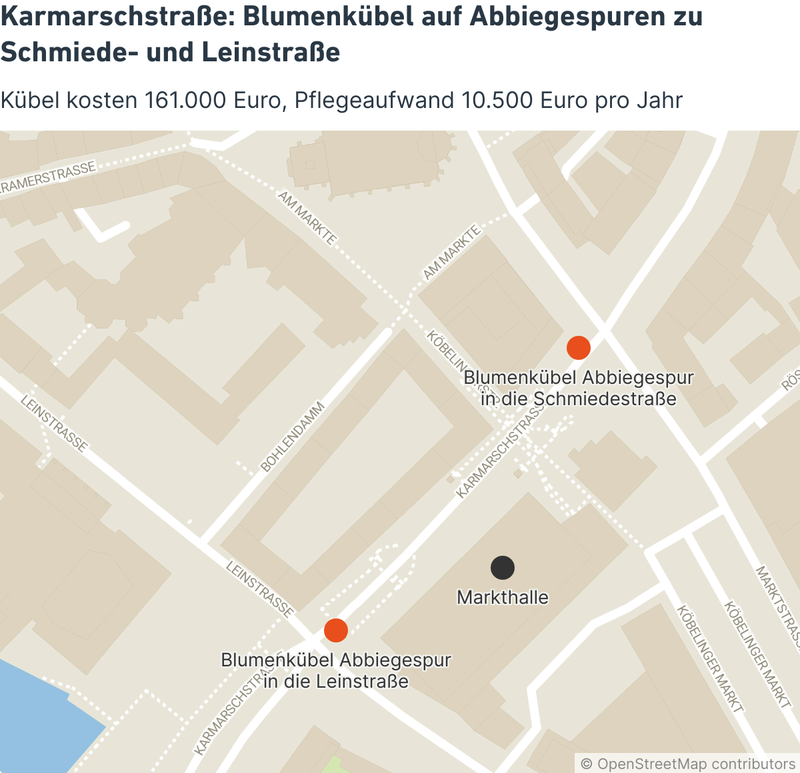 Karmarschstraße: Blumenkübel auf Abbiegespuren zu
Schmiede- und Leinstraße
Kübel kosten 161.000 Euro, Pflegeaufwand 10.500 Euro pro Jahr
RAMERSTRASSE
AM MARKTE
AM MARKTE
KÖBELIN
Blumenkübel Abbiegespur
in die Schmiedestraße
RÖS
LEINSTRASSE
BOHLENDAMM
KARMARSCHSTRASSE
LEINSTRASSE
Markthalle
MARKTSTRASS
KÖBELINGER MARKT
KÖBELINGER MARKT
Blumenkübel Abbiegespur
in die Leinstraße
KARMARSCHSTRA
© OpenStreetMap contributors